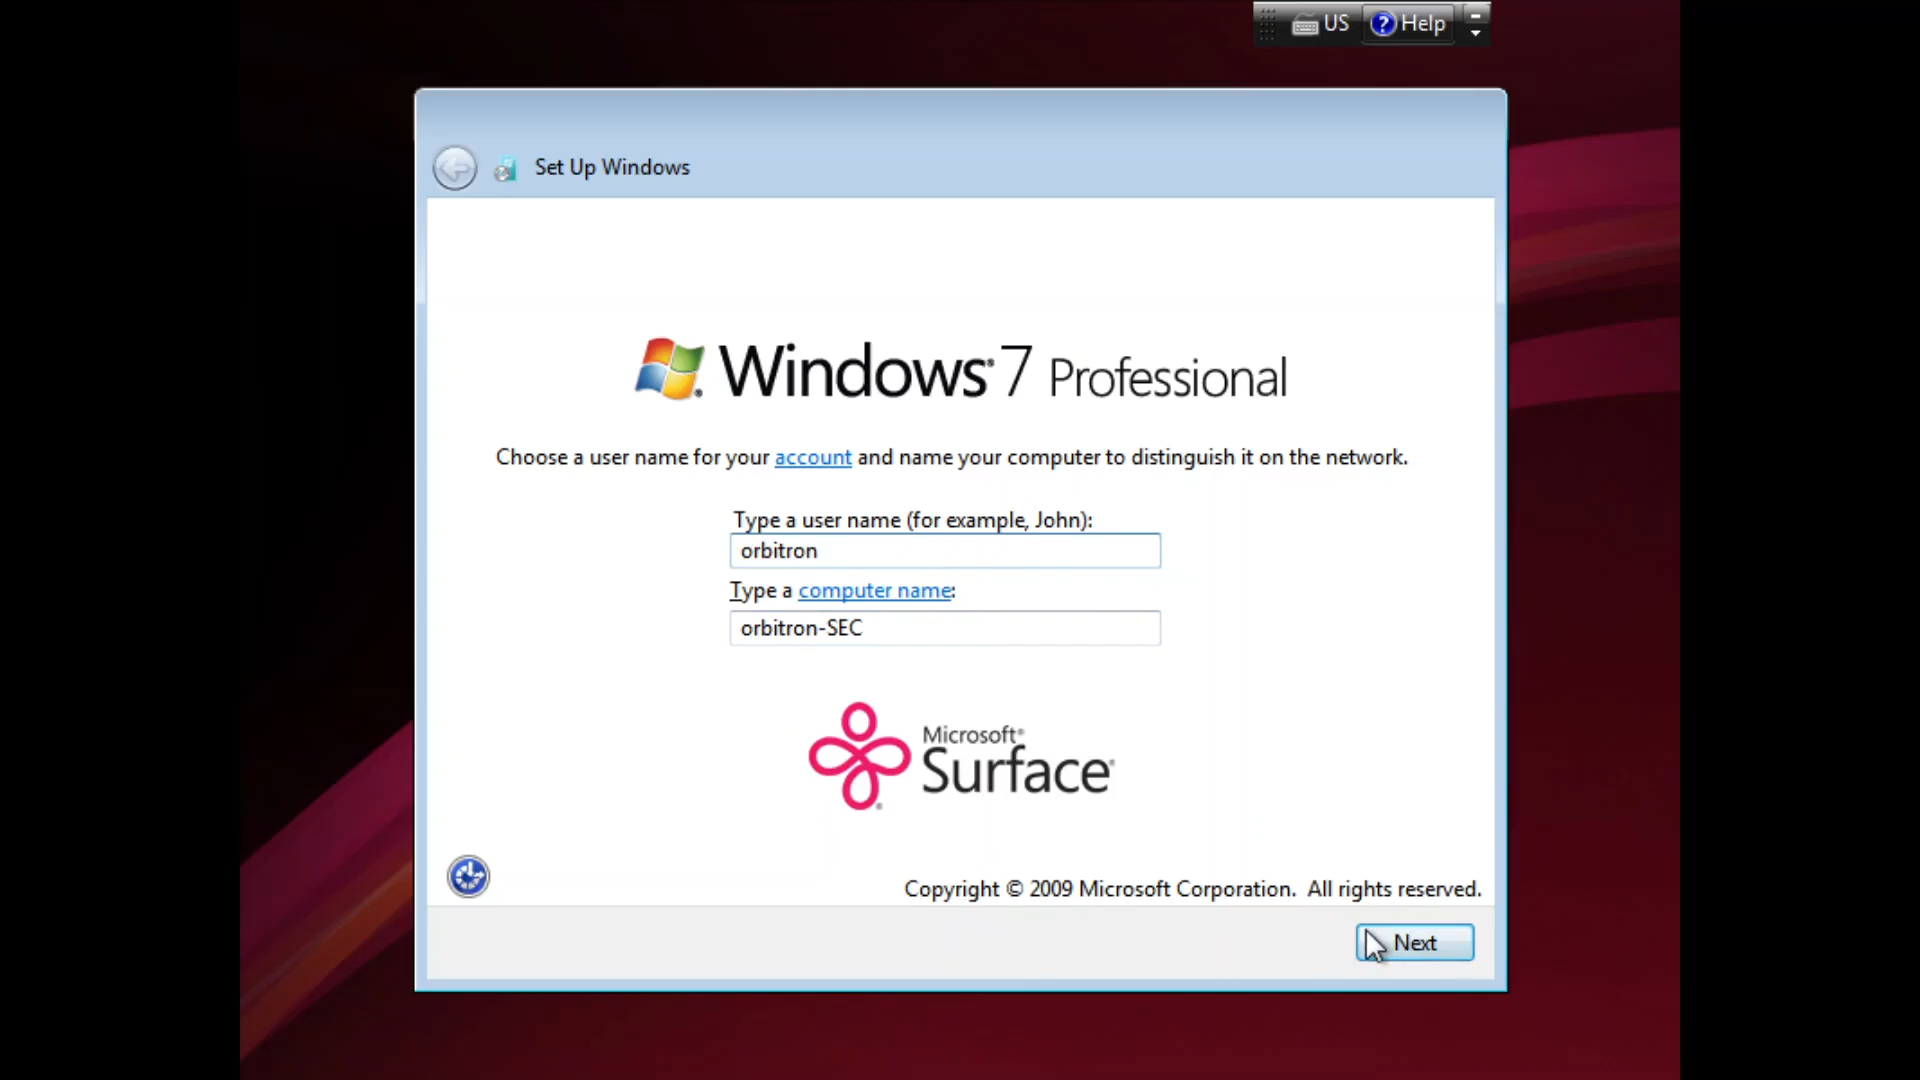 US Help
Set Up Windows
Windows® 7 Professional
Choose a user name for your account and name your computer to distinguish it on the network.
Type a user name (for example, John):
orbitron
Type a computer name:
orbitron-SEC
Microsoft®
Surface®
Copyright © 2009 Microsoft Corporation. All rights reserved.
Next